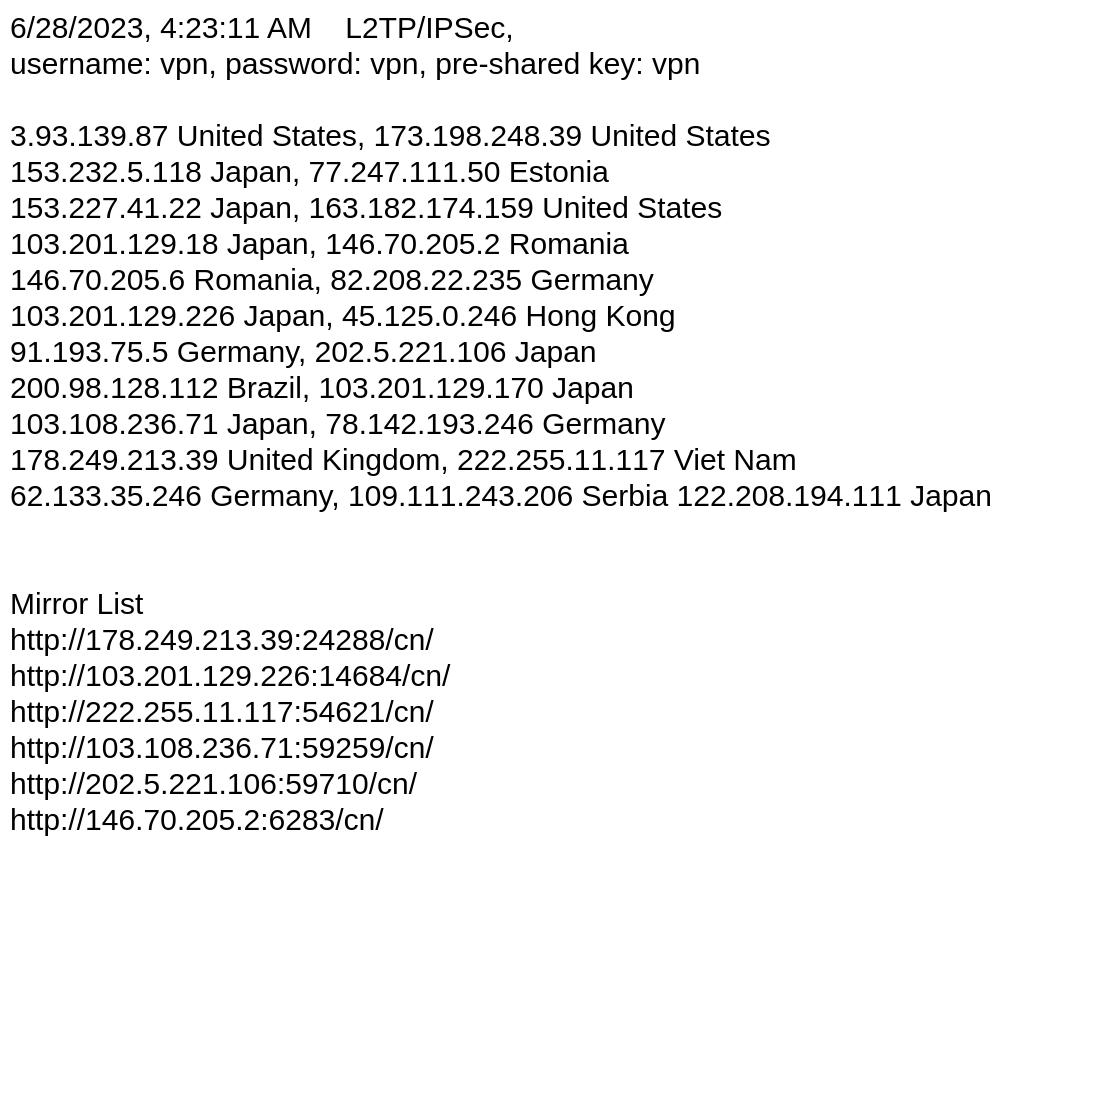 6/28/2023, 4:23:11 AM    L2TP/IPSec,
username: vpn, password: vpn, pre-shared key: vpn
3.93.139.87 United States, 173.198.248.39 United States
153.232.5.118 Japan, 77.247.111.50 Estonia
153.227.41.22 Japan, 163.182.174.159 United States
103.201.129.18 Japan, 146.70.205.2 Romania
146.70.205.6 Romania, 82.208.22.235 Germany
103.201.129.226 Japan, 45.125.0.246 Hong Kong
91.193.75.5 Germany, 202.5.221.106 Japan
200.98.128.112 Brazil, 103.201.129.170 Japan
103.108.236.71 Japan, 78.142.193.246 Germany
178.249.213.39 United Kingdom, 222.255.11.117 Viet Nam
62.133.35.246 Germany, 109.111.243.206 Serbia 122.208.194.111 Japan
Mirror List
http://178.249.213.39:24288/cn/
http://103.201.129.226:14684/cn/
http://222.255.11.117:54621/cn/
http://103.108.236.71:59259/cn/
http://202.5.221.106:59710/cn/
http://146.70.205.2:6283/cn/